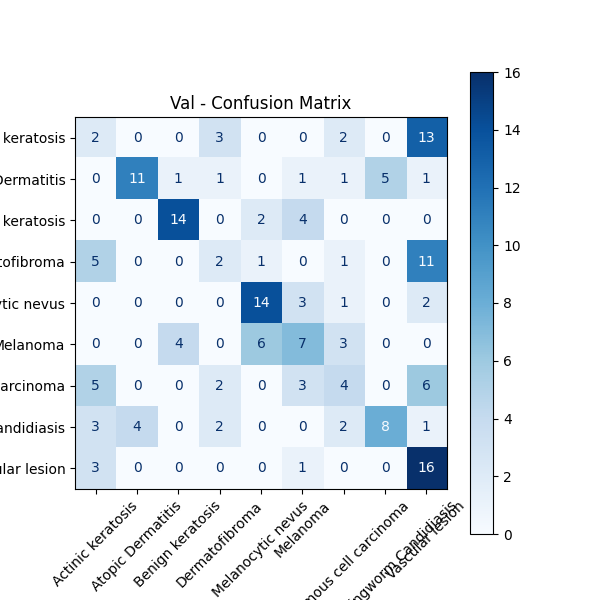 Val - Confusion Matrix
keratosis 2 0 0 3 0 0 2 0 13
Dermatitis 0 11 1 1 0 1 1 5 1
keratosis 0 0 14 0 2 4 0 0 0
tofibroma 5 0 0 2 1 0 1 0 11
ytic nevus 0 0 0 0 14 3 1 0 2
Melanoma 0 0 4 0 6 7 3 0 0
arcinoma 5 0 0 2 0 3 4 0 6
andidiasis 3 4 0 2 0 0 2 8 1
ular lesion 3 0 0 0 0 1 0 0 16
Actinic keratosis
Atopic Dermatitis
Benign keratosis
Dermatofibroma
Melanocytic nevus
Melanoma
mous cell carcinoma
ngworm Candidiasis
Vascular lesion
16
14
12
10
8
6
4
2
0